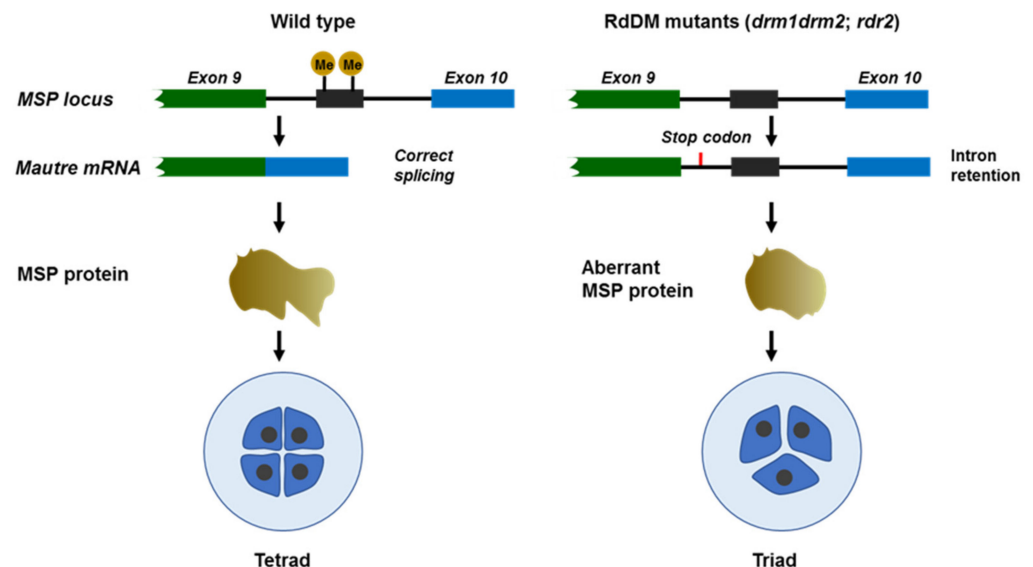 Wild type
RdDM mutants (drm1drm2; rdr2)
Exon 9
Me
Me
Exon 10
Exon 9
Exon 10
MSP locus
Stop codon
Mautre mRNA
Correct
splicing
Intron
retention
MSP protein
Aberrant
MSP protein
Tetrad
Triad